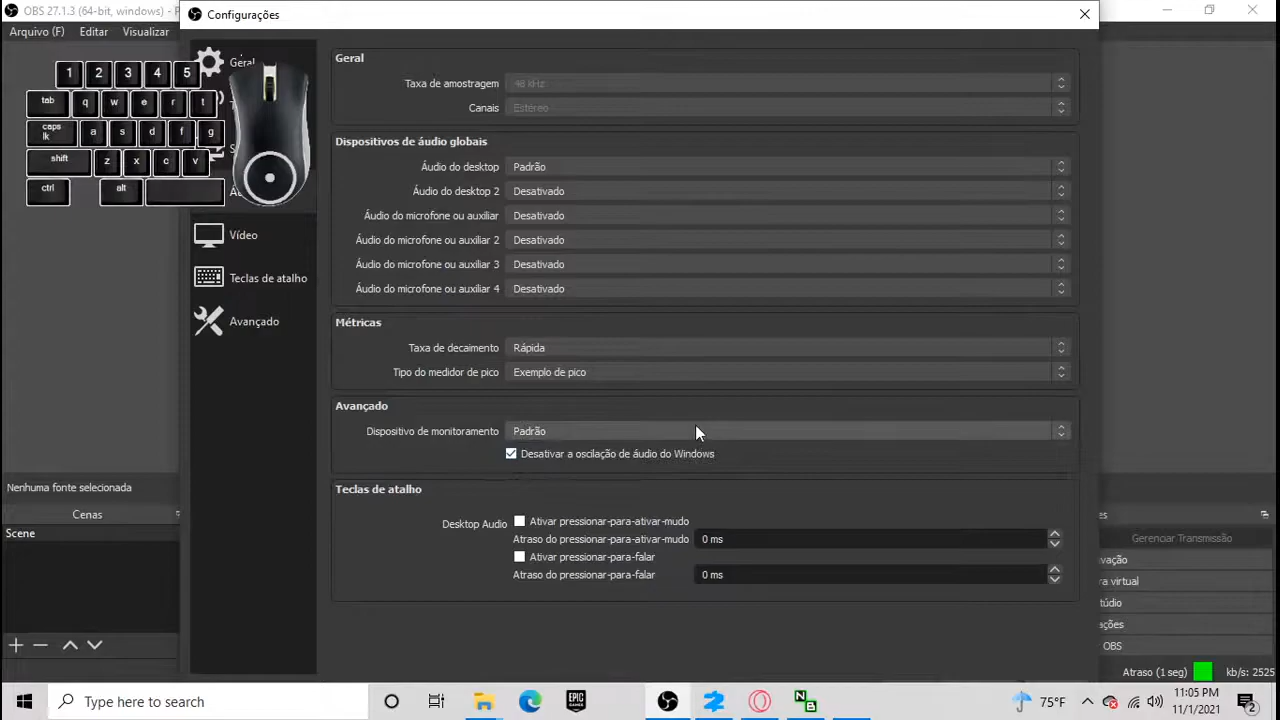 OBS 27.1.3 (64-bit, windows) - P
Configurações
Arquivo (F) Editar Visualizar
Geral
Geral
Taxa de amostragem 48 kHz
Canais Estéreo
Dispositivos de áudio globais
Áudio do desktop Padrão
Áudio do desktop 2 Desativado
Áudio do microfone ou auxiliar Desativado
Áudio do microfone ou auxiliar 2 Desativado
Áudio do microfone ou auxiliar 3 Desativado
Áudio do microfone ou auxiliar 4 Desativado
1 2 3 4 5
tab q w e r t
caps lk a s d f g
shift z x c v
ctrl alt
Vídeo
Teclas de atalho
Avançado
Métricas
Taxa de decaimento Rápida
Tipo do medidor de pico Exemplo de pico
Avançado
Dispositivo de monitoramento Padrão
Desativar a oscilação de áudio do Windows
Teclas de atalho
Desktop Audio Ativar pressionar-para-ativar-mudo
Atraso do pressionar-para-ativar-mudo 0 ms
Ativar pressionar-para-falar
Atraso do pressionar-para-falar 0 ms
Nenhuma fonte selecionada
Cenas
Scene
es
Gerenciar Transmissão
avação
ra virtual
túdio
ações
OBS
Atraso (1 seg) kb/s: 2525
Type here to search
EPIC GAMES
N B
75°F
11:05 PM
11/1/2021
2